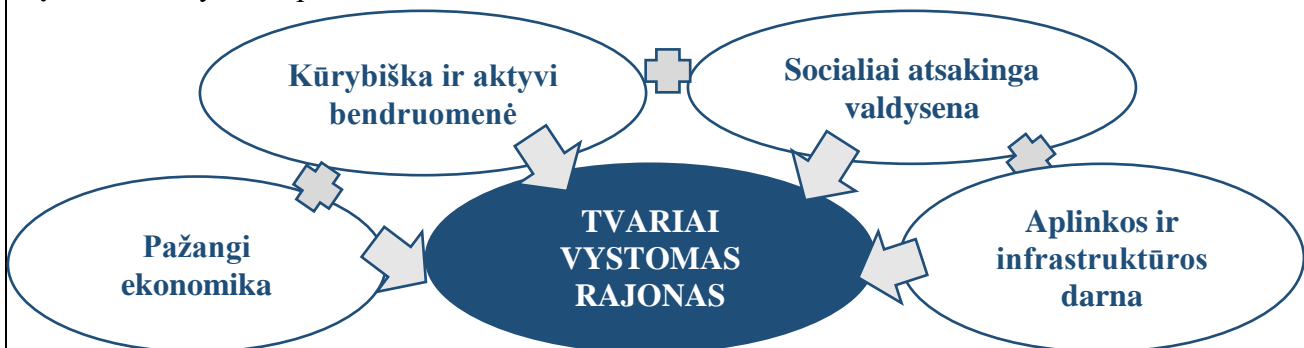 Kūrybiška ir aktyvi
bendruomenė
Socialiai atsakinga
valdysena
Pažangi
ekonomika
TVARIAI
VYSTOMAS
RAJONAS
Aplinkos ir
infrastruktūros
darna